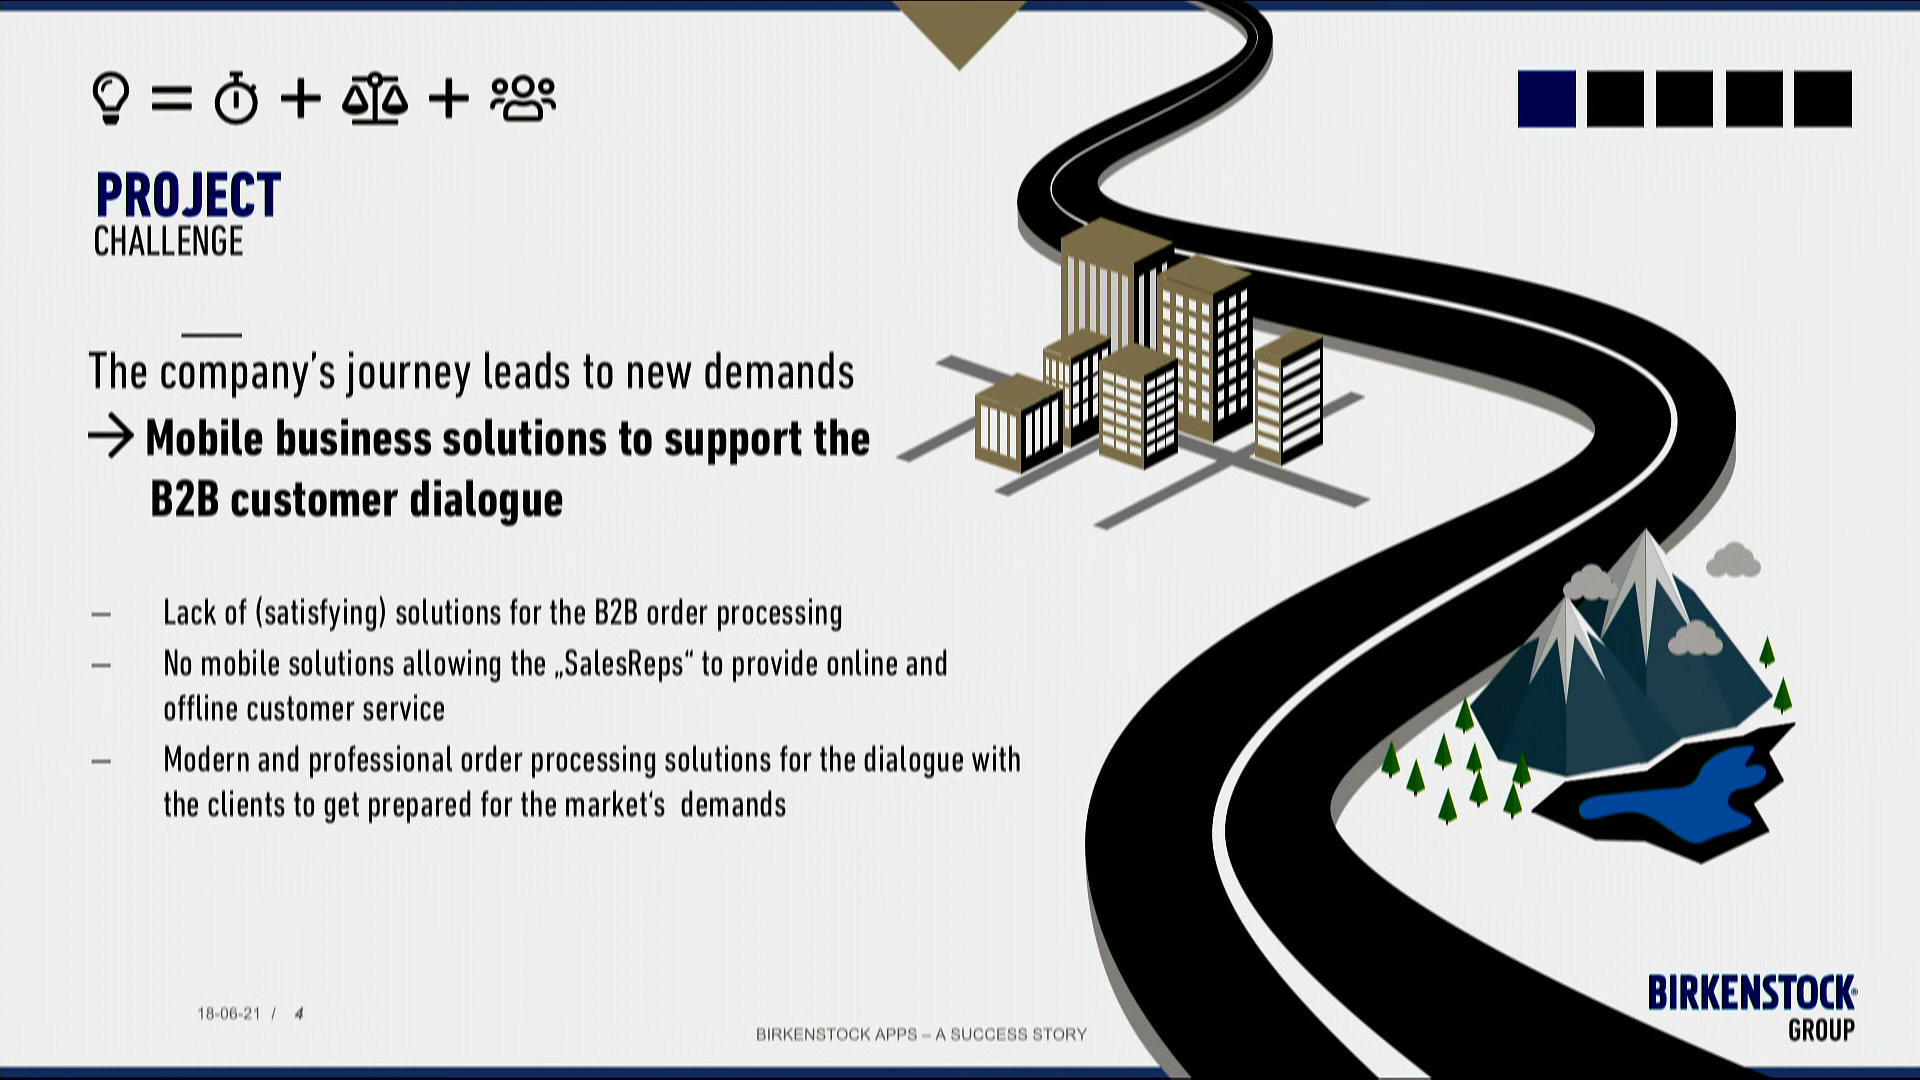 PROJECT
CHALLENGE
The company's journey leads to new demands
→ Mobile business solutions to support the
B2B customer dialogue
– Lack of (satisfying) solutions for the B2B order processing
– No mobile solutions allowing the „SalesReps“ to provide online and
offline customer service
– Modern and professional order processing solutions for the dialogue with
the clients to get prepared for the market‘s demands
18-06-21 / 4
BIRKENSTOCK APPS – A SUCCESS STORY
BIRKENSTOCK®
GROUP